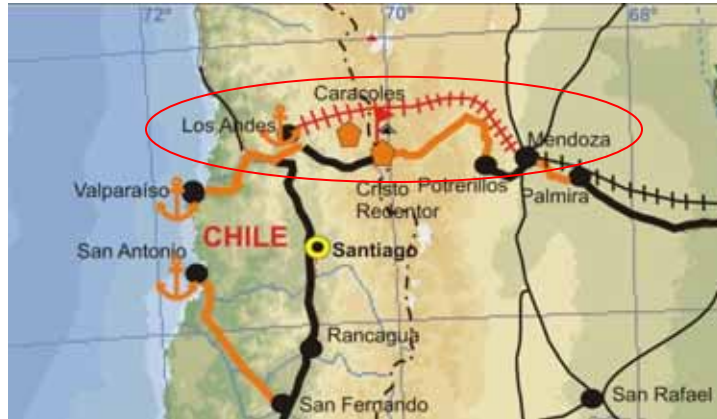 72°
70°
68°
Caracoles
Los Andes
Mendoza
Valparaíso
Cristo
Redentor
Potrerillos
Palmira
CHILE
San Antonio
Santiago
Rancagua
San Fernando
San Rafael